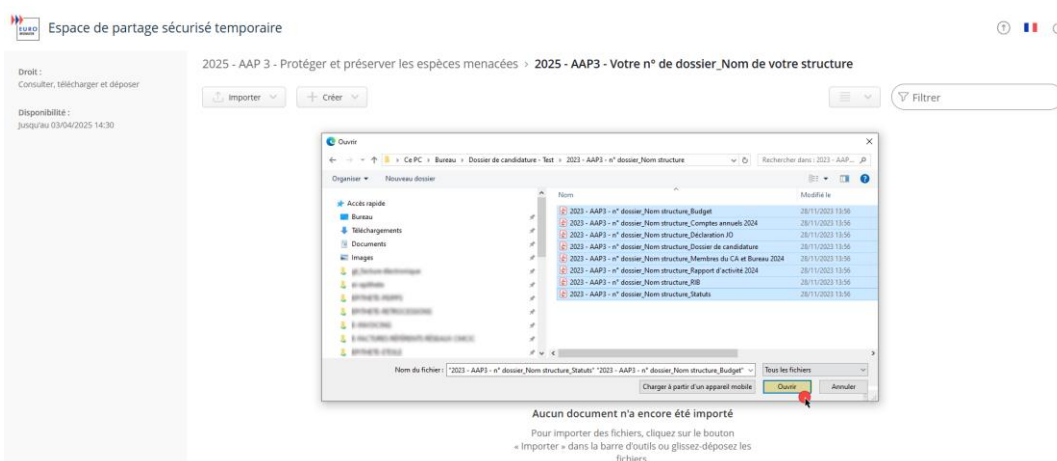 EURO
Espace de partage sécurisé temporaire
Droit :
Consulter, télécharger et déposer
Disponibilité :
Jusqu'au 03/04/2025 14:30
2025 - AAP 3 - Protéger et préserver les espèces menacées > 2025 - AAP3 - Votre n° de dossier_Nom de votre structure
Importer
Créer
Filtrer
Ouvrir
Ce PC > Bureau > Dossier de candidature - Test > 2023 - AAP3 - n° dossier_Nom structure
Rechercher dans : 2023 - AAP...
Organiser
Nouveau dossier
Accès rapide
Bureau
Téléchargements
Documents
Images
Nom
Modifié le
2023 - AAP3 - n° dossier_Nom structure_Budget 28/11/2023 13:56
2023 - AAP3 - n° dossier_Nom structure_Comptes annuels 2024 28/11/2023 13:56
2023 - AAP3 - n° dossier_Nom structure_Déclaration JO 28/11/2023 13:56
2023 - AAP3 - n° dossier_Nom structure_Dossier de candidature 28/11/2023 13:56
2023 - AAP3 - n° dossier_Nom structure_Membres du CA et Bureau 2024 28/11/2023 13:56
2023 - AAP3 - n° dossier_Nom structure_Rapport d'activité 2024 28/11/2023 13:56
2023 - AAP3 - n° dossier_Nom structure_RIB 28/11/2023 13:56
2023 - AAP3 - n° dossier_Nom structure_Statuts 28/11/2023 13:56
Nom du fichier : "2023 - AAP3 - n° dossier_Nom structure_Statuts" "2023 - AAP3 - n° dossier_Nom structure_Budget"
Tous les fichiers
Charger à partir d'un appareil mobile
Ouvrir
Annuler
Aucun document n'a encore été importé
Pour importer des fichiers, cliquez sur le bouton
« Importer » dans la barre d'outils ou glissez-déposez les
fichiers